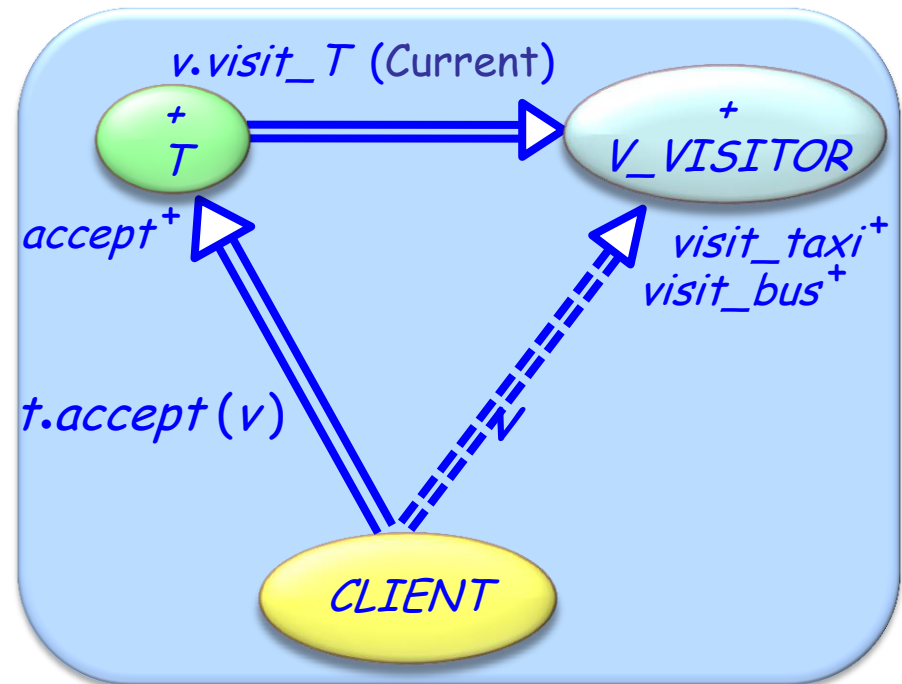 v.visit_T (Current)
+
T
+
V_VISITOR
accept+
visit_taxi+
visit_bus+
t.accept (v)
v
CLIENT